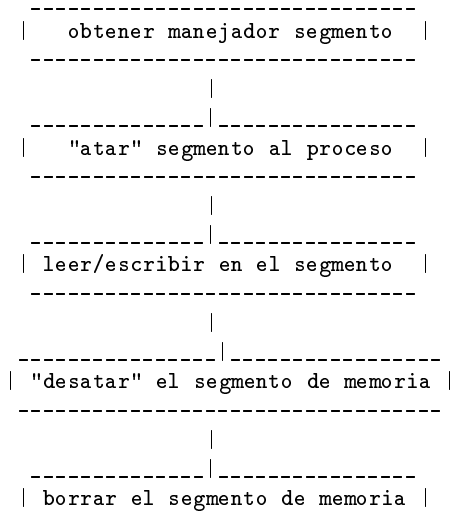 obtener manejador segmento
"atar" segmento al proceso
leer/escribir en el segmento
"desatar" el segmento de memoria
borrar el segmento de memoria